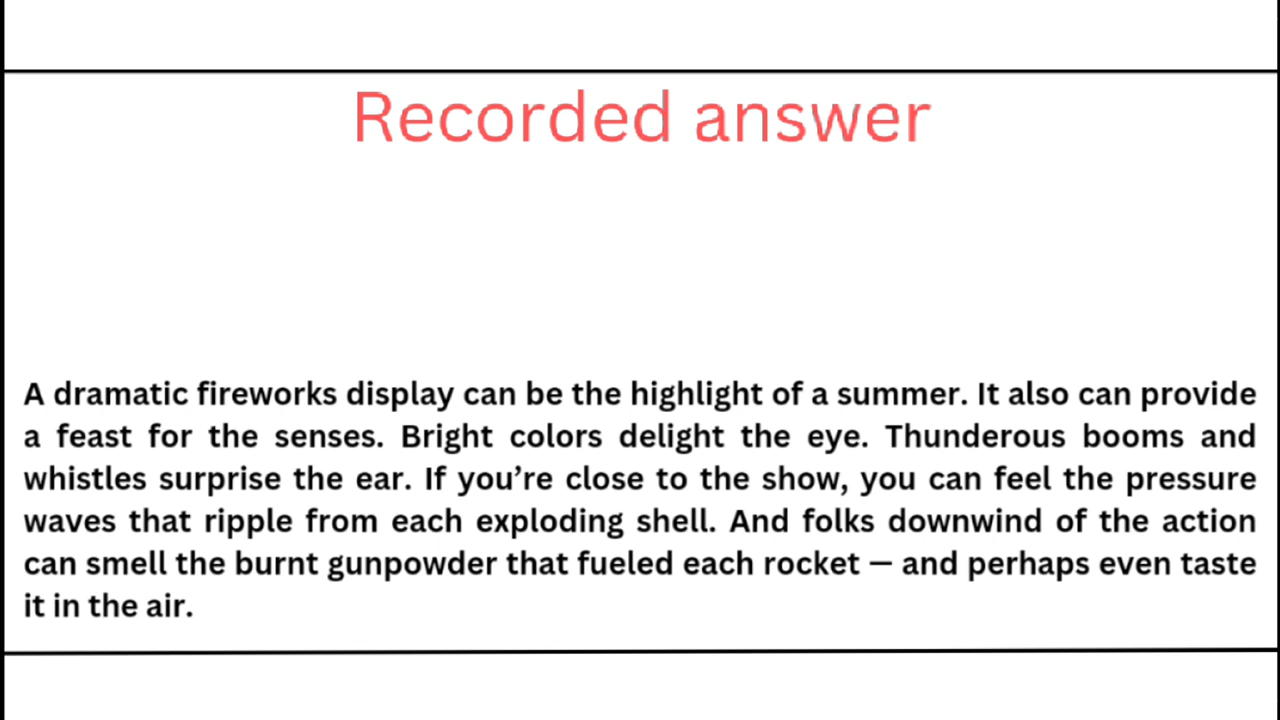 Recorded answer
A dramatic fireworks display can be the highlight of a summer. It also can provide
a feast for the senses. Bright colors delight the eye. Thunderous booms and
whistles surprise the ear. If you’re close to the show, you can feel the pressure
waves that ripple from each exploding shell. And folks downwind of the action
can smell the burnt gunpowder that fueled each rocket — and perhaps even taste
it in the air.